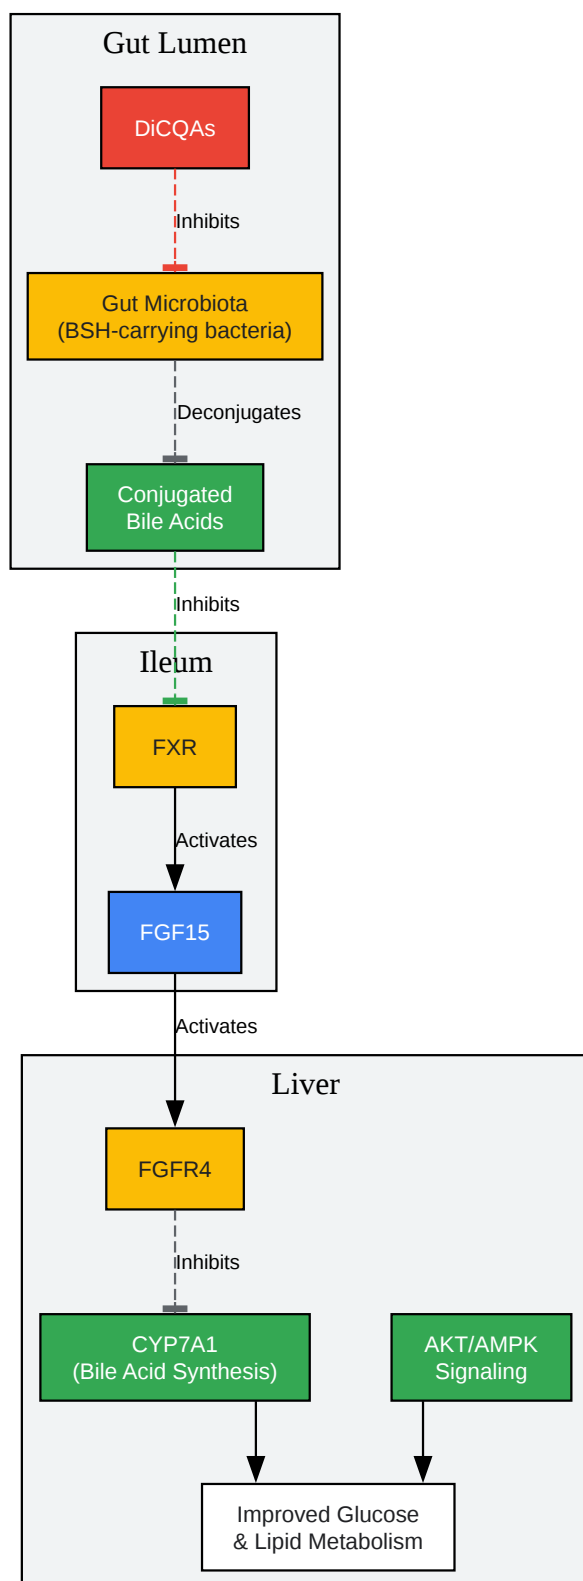 Gut Lumen
DiCQAs
Inhibits
Gut Microbiota
(BSH-carrying bacteria)
Deconjugates
Conjugated
Bile Acids
Inhibits
Ileum
FXR
Activates
FGF15
Activates
Liver
FGFR4
Inhibits
CYP7A1
(Bile Acid Synthesis)
AKT/AMPK
Signaling
Improved Glucose
& Lipid Metabolism